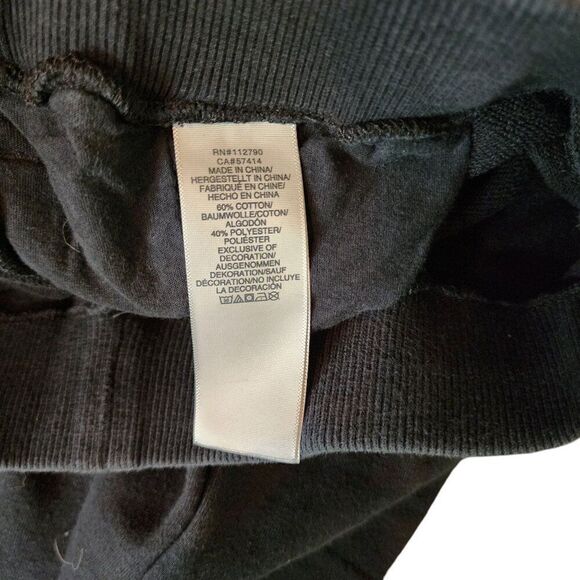 RN#112790
CA#57414
MADE IN CHINA/
HERGESTELLT IN CHINA/
FABRIQUÉ EN CHINE/
HECHO EN CHINA
60% COTTON/
BAUMWOLLE/COTON/
ALGODÓN
40% POLYESTER/
POLIÉSTER
EXCLUSIVE OF
DECORATION/
AUSGENOMMEN
DEKORATION/SAUF
DÉCORATION/NO INCLUYE
LA DECORACIÓN